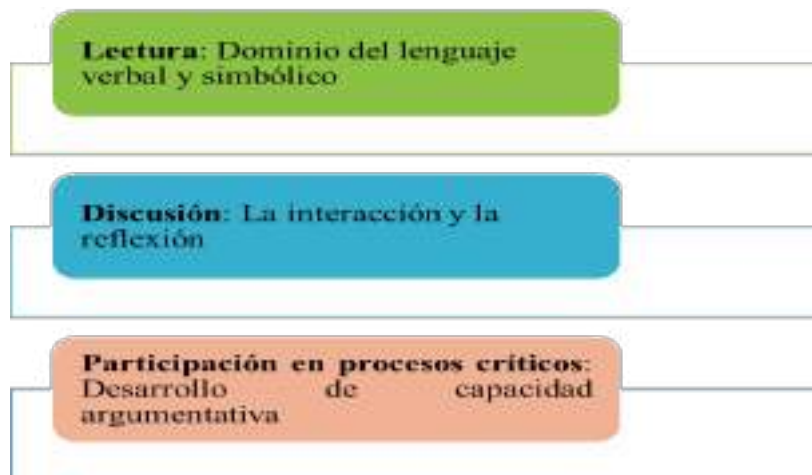 Lectura: Dominio del lenguaje
verbal y simbólico
Discusión: La interacción y la
reflexión
Participación en procesos críticos:
Desarrollo de capacidad
argumentativa